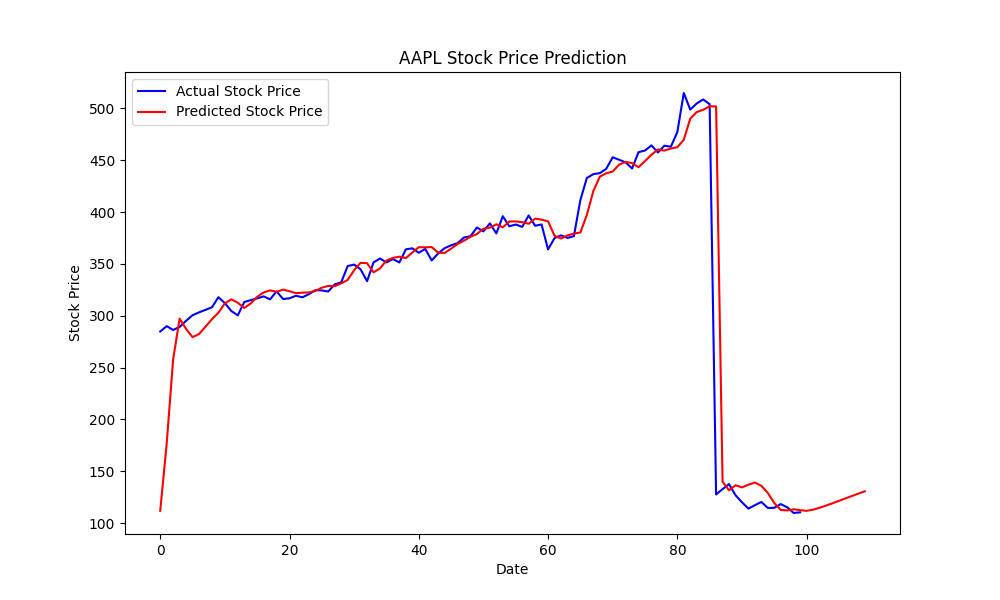 AAPL Stock Price Prediction
Actual Stock Price
Predicted Stock Price
500
450
400
350
300
250
200
150
100
Stock Price
0 20 40 60 80 100
Date